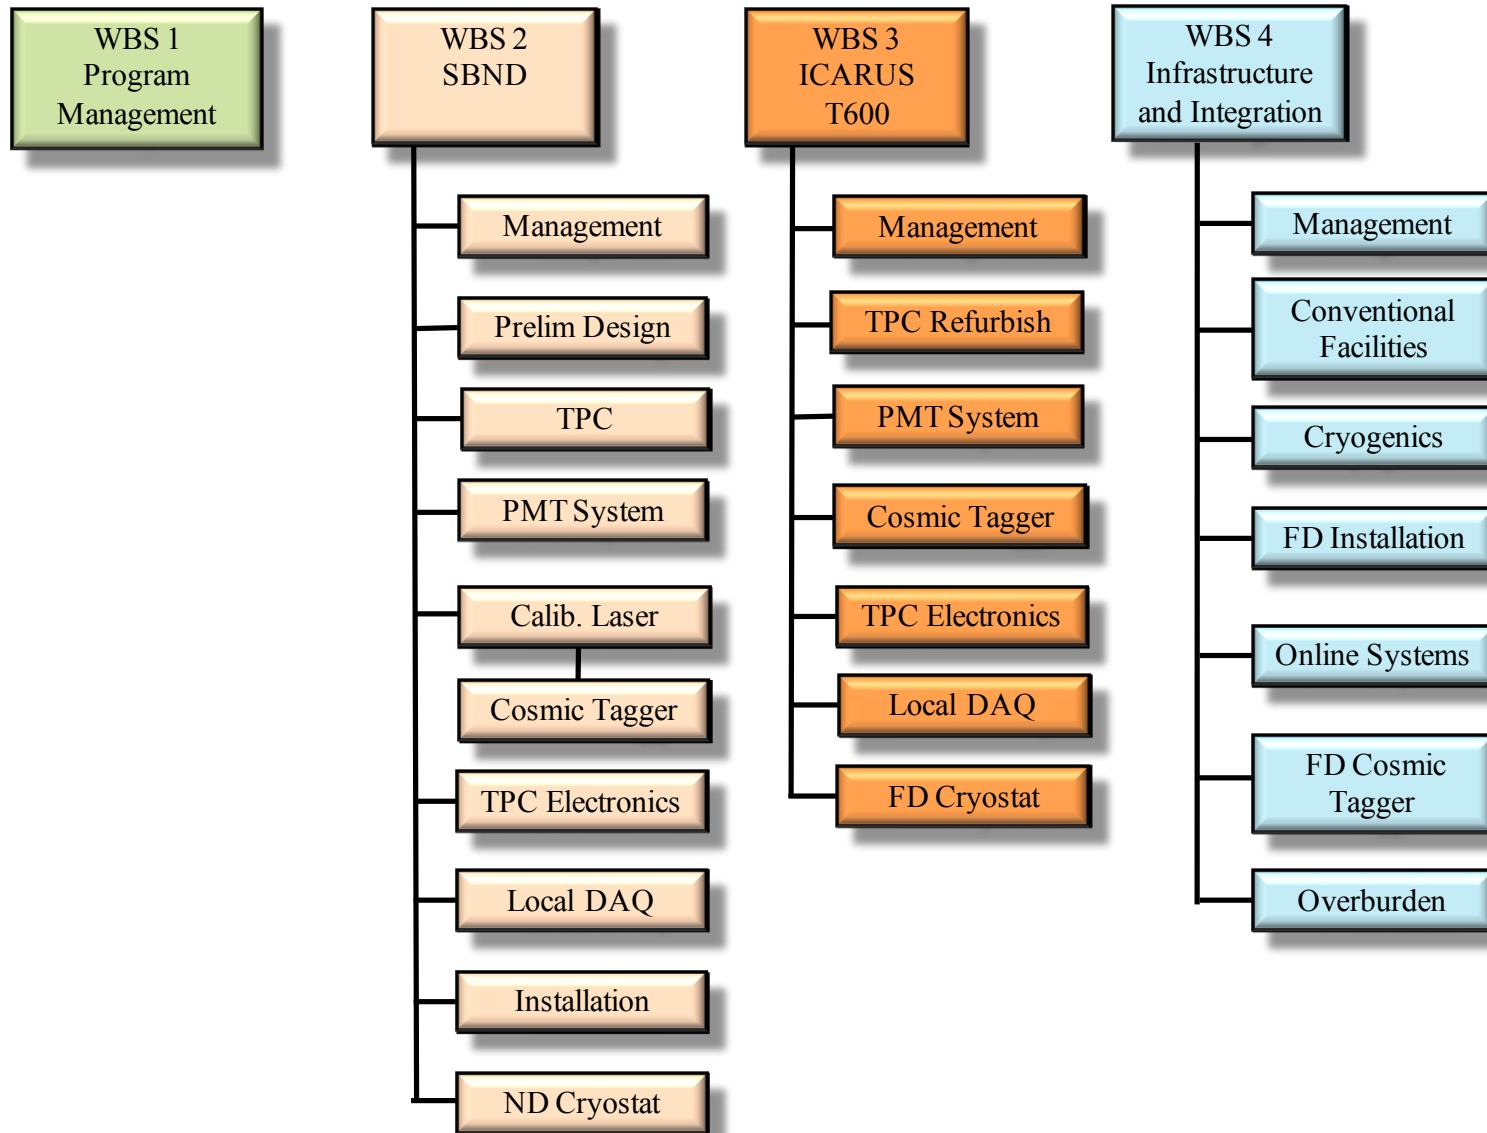 WBS 1
Program
Management
WBS 2
SBND
Management
Prelim Design
TPC
PMT System
Calib. Laser
Cosmic Tagger
TPC Electronics
Local DAQ
Installation
ND Cryostat
WBS 3
ICARUS
T600
Management
TPC Refurbish
PMT System
Cosmic Tagger
TPC Electronics
Local DAQ
FD Cryostat
WBS 4
Infrastructure
and Integration
Management
Conventional
Facilities
Cryogenics
FD Installation
Online Systems
FD Cosmic
Tagger
Overburden